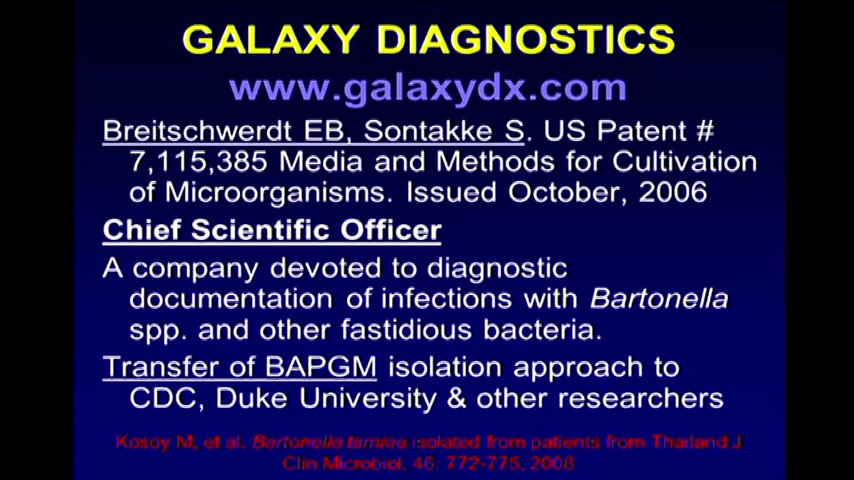 GALAXY DIAGNOSTICS
www.galaxydx.com
Breitschwerdt EB, Sontakke S. US Patent #
7,115,385 Media and Methods for Cultivation
of Microorganisms. Issued October, 2006
Chief Scientific Officer
A company devoted to diagnostic
documentation of infections with Bartonella
spp. and other fastidious bacteria.
Transfer of BAPGM isolation approach to
CDC, Duke University & other researchers
Kosoy M, et al. Bartonella tamiae isolated from patients from Thailand J
Clin Microbiol, 46: 772-775, 2008